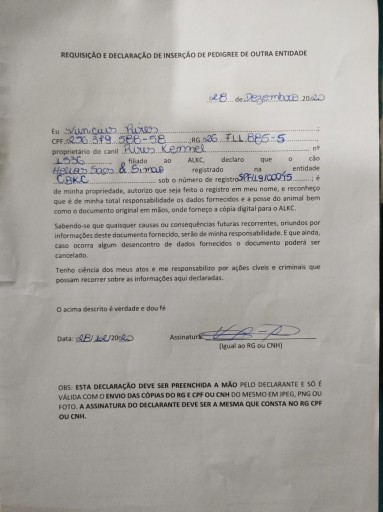 REQUISIÇÃO E DECLARAÇÃO DE INSERÇÃO DE PEDIGREE DE OUTRA ENTIDADE
28 de Dezembro 2020
Eu Vinicius Pires
CPF: 256.379.588-58 ;RG: 26 711 885-5
proprietário do canil Pires Kennel nº
1536 filiado ao ALKC, declaro que o cão
registrado na entidade
CBKC sob o número de registro SPF/19/00045 ; é
de minha propriedade, autorizo que seja feito o registro em meu nome, e reconheço
que é de minha total responsabilidade os dados fornecidos e a posse do animal bem
como o documento original em mãos, onde forneço a cópia digital para o ALKC.
Sabendo-se que quaisquer causas ou consequências futuras recorrentes, oriundos por
informações deste documento fornecido, serão de minha responsabilidade. E que ainda,
caso ocorra algum desencontro de dados fornecidos o documento poderá ser
cancelado.
Tenho ciência dos meus atos e me responsabilizo por ações cíveis e criminais que
possam recorrer sobre as informações aqui declaradas.
O acima descrito é verdade e dou fé
Data: 28/12/2020 Assinatura:
(Igual ao RG ou CNH)
OBS: ESTA DECLARAÇÃO DEVE SER PREENCHIDA A MÃO PELO DECLARANTE E SÓ É
VÁLIDA COM O ENVIO DAS CÓPIAS DO RG E CPF OU CNH DO MESMO EM JPEG, PNG OU
FOTO. A ASSINATURA DO DECLARANTE DEVE SER A MESMA QUE CONSTA NO RG CPF
OU CNH.